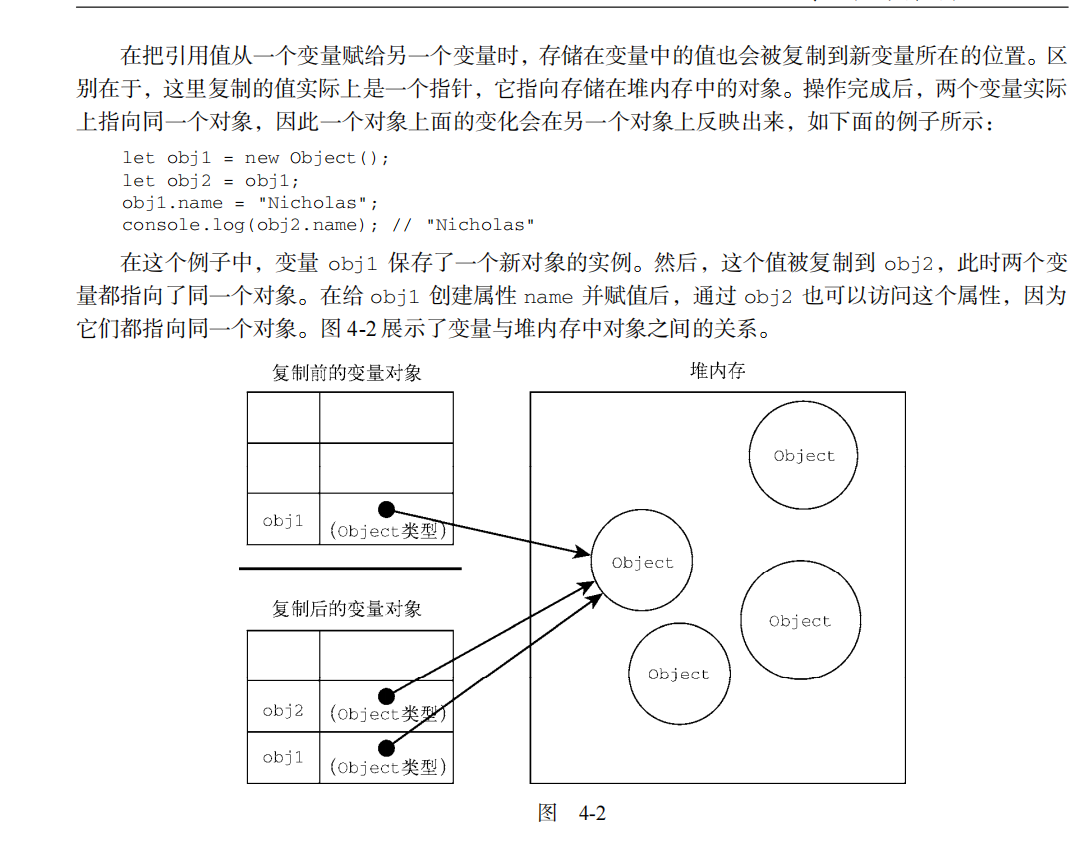 在把引用值从一个变量赋给另一个变量时，存储在变量中的值也会被复制到新变量所在的位置。区
别在于，这里复制的值实际上是一个指针，它指向存储在堆内存中的对象。操作完成后，两个变量实际
上指向同一个对象，因此一个对象上面的变化会在另一个对象上反映出来，如下面的例子所示：
let obj1 = new Object();
let obj2 = obj1;
obj1.name = "Nicholas";
console.log(obj2.name); // "Nicholas"
在这个例子中，变量 obj1 保存了一个新对象的实例。然后，这个值被复制到 obj2，此时两个变
量都指向了同一个对象。在给 obj1 创建属性 name 并赋值后，通过 obj2 也可以访问这个属性，因为
它们都指向同一个对象。图 4-2 展示了变量与堆内存中对象之间的关系。
复制前的变量对象
obj1
(Object类型)
复制后的变量对象
obj2
(Object类型)
obj1
(Object类型)
堆内存
Object
Object
Object
Object
图 4-2